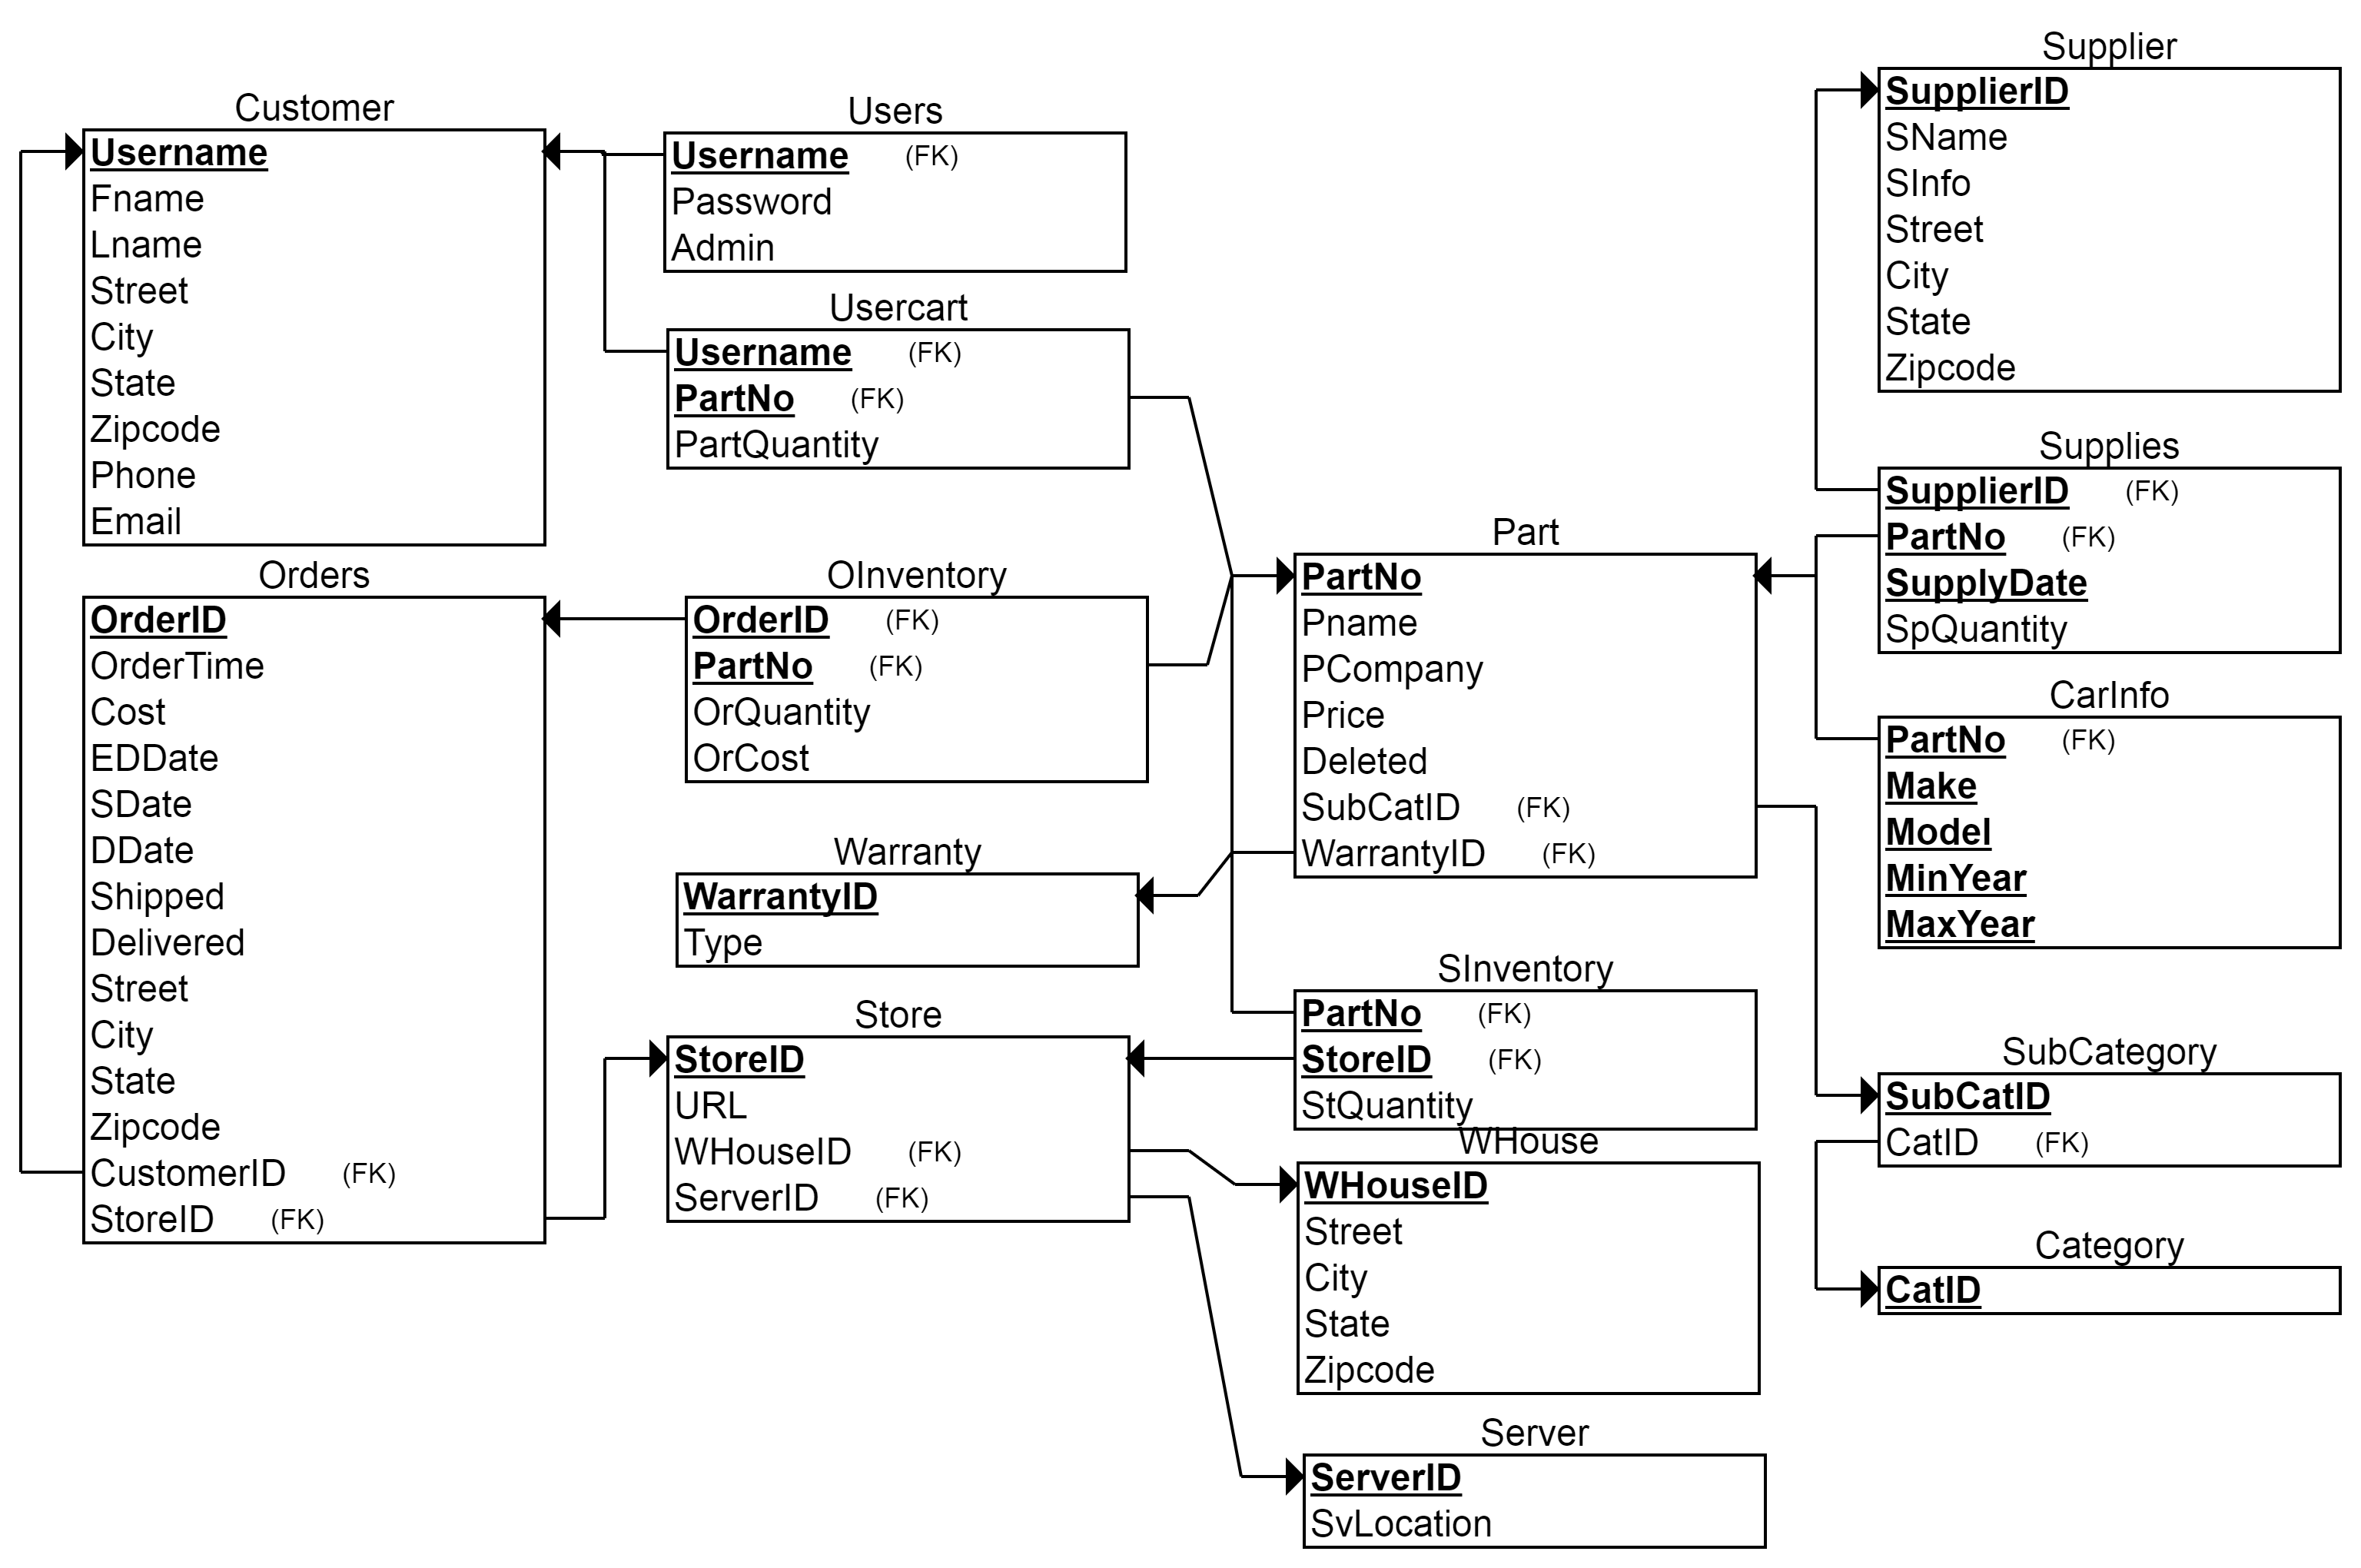 Customer
Username
Fname
Lname
Street
City
State
Zipcode
Phone
Email
Orders
OrderID
OrderTime
Cost
EDDate
SDate
DDate
Shipped
Delivered
Street
City
State
Zipcode
CustomerID (FK)
StoreID (FK)
Users
Username (FK)
Password
Admin
Usercart
Username (FK)
PartNo (FK)
PartQuantity
OInventory
OrderID (FK)
PartNo (FK)
OrQuantity
OrCost
Warranty
WarrantyID
Type
Store
StoreID
URL
WHouseID (FK)
ServerID (FK)
Part
PartNo
Pname
PCompany
Price
Deleted
SubCatID (FK)
WarrantyID (FK)
SInventory
PartNo (FK)
StoreID (FK)
StQuantity
WHouse
WHouseID
Street
City
State
Zipcode
Server
ServerID
SvLocation
Supplier
SupplierID
SName
SInfo
Street
City
State
Zipcode
Supplies
SupplierID (FK)
PartNo (FK)
SupplyDate
SpQuantity
CarInfo
PartNo (FK)
Make
Model
MinYear
MaxYear
SubCategory
SubCatID
CatID (FK)
Category
CatID